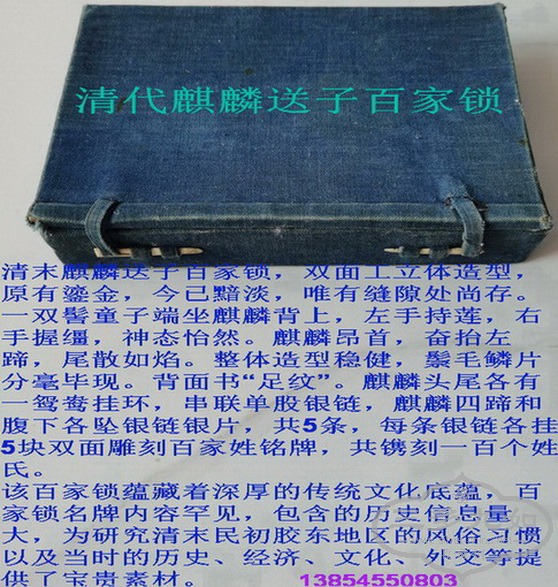 清代麒麟送子百家锁
清末麒麟送子百家锁，双面工立体造型，
原有鎏金，今已黯淡，唯有缝隙处尚存。
一双髻童子端坐麒麟背上，左手持莲，右
手握缰，神态怡然。麒麟昂首，奋抬左
蹄，尾散如焰。整体造型稳健，鬃毛鳞片
分毫毕现。背面书“足纹”。麒麟头尾各有
一鸳鸯挂环，串联单股银链，麒麟四蹄和
腹下各坠银链银片，共5条，每条银链各挂
5块双面雕刻百家姓铭牌，共镌刻一百个姓
氏。
该百家锁蕴藏着深厚的传统文化底蕴，百
家锁名牌内容罕见，包含的历史信息量
大，为研究清末民初胶东地区的风俗习惯
以及当时的历史、经济、文化、外交等提
供了宝贵素材。 13854550803